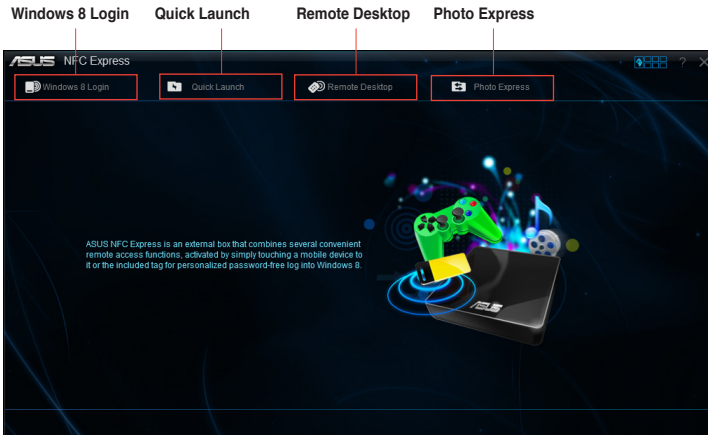 Windows 8 Login Quick Launch Remote Desktop Photo Express
ASUS NFC Express ?
Windows 8 Login Quick Launch Remote Desktop Photo Express
ASUS NFC Express is an external box that combines several convenient
remote access functions, activated by simply touching a mobile device to
it or the included tag for personalized password-free log into Windows 8.
ASUS